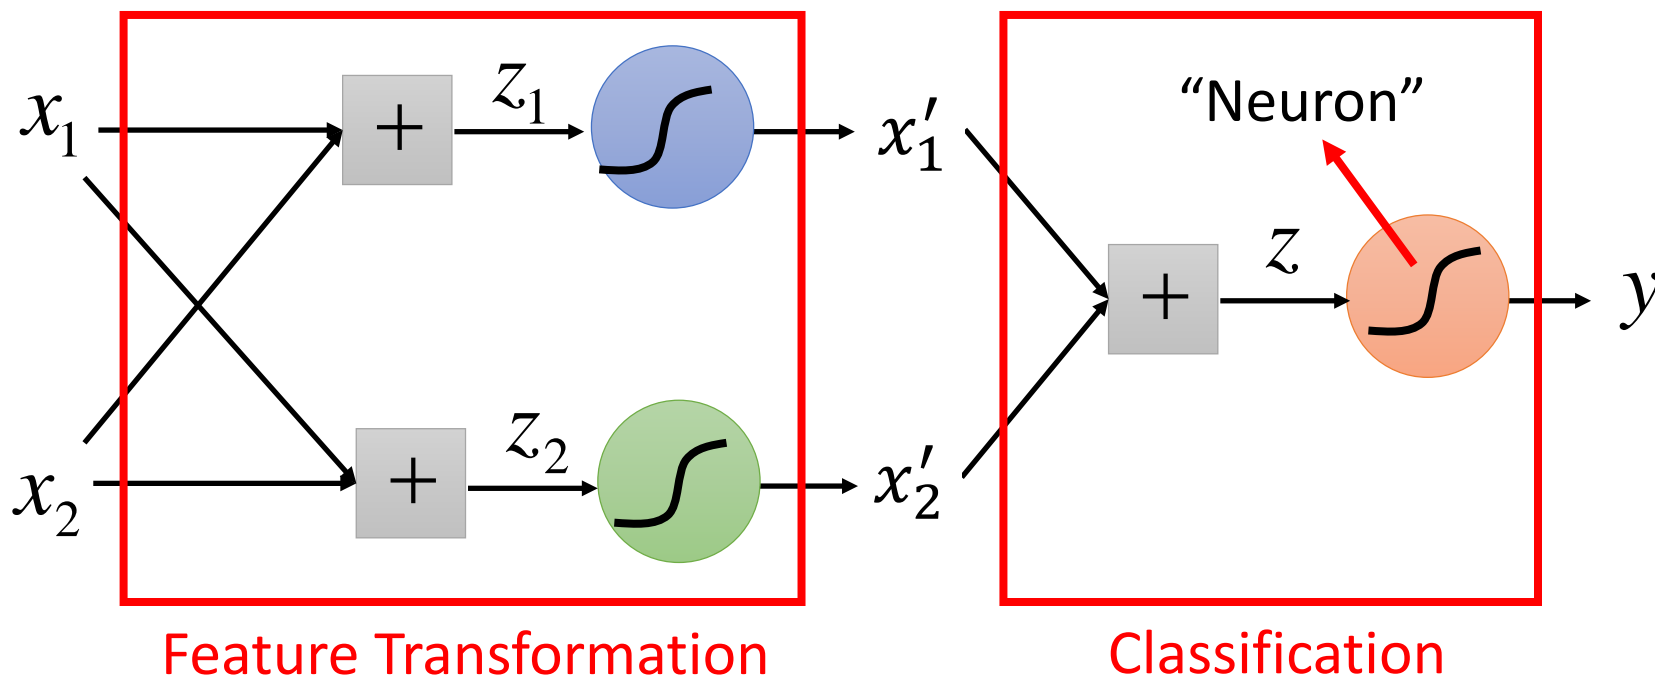 x₁
x₂
+
+
z₁
z₂
x₁′
x₂′
+
z
“Neuron”
y
Feature Transformation
Classification